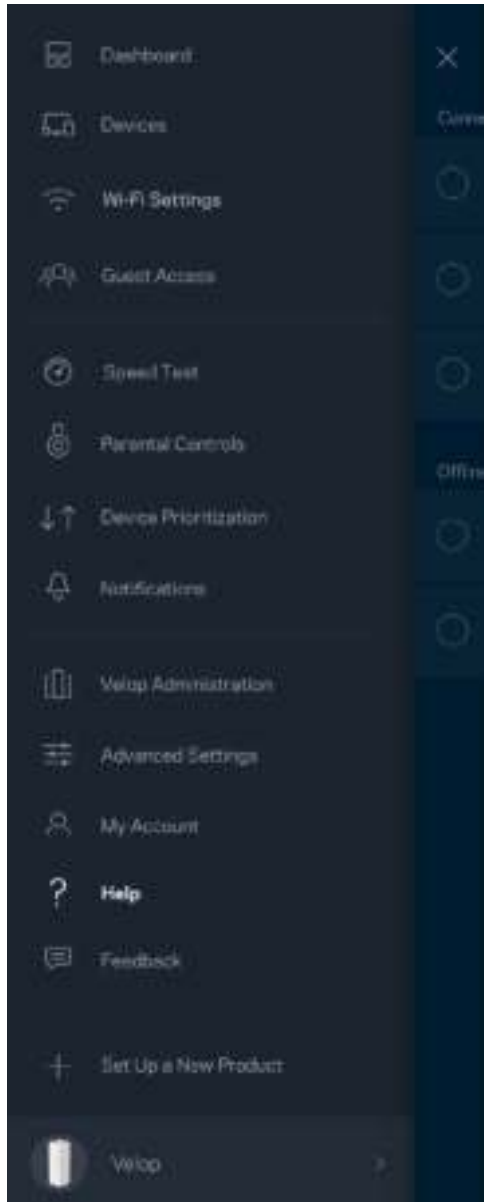 Dashboard
Devices
Wi-Fi Settings
Guest Access
Speed Test
Parental Controls
Device Prioritization
Notifications
Velop Administration
Advanced Settings
My Account
Help
Feedback
Set Up a New Product
Velop